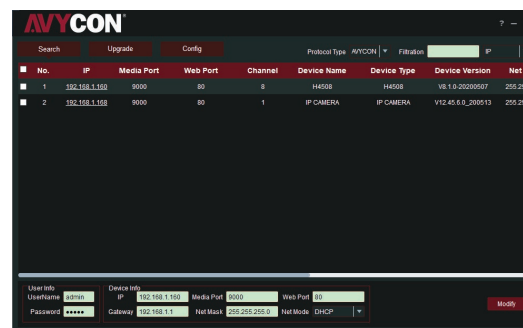 AVYCON
? –
Search Upgrade Config Protocol Type AVYCON Filtration IP
No. IP Media Port Web Port Channel Device Name Device Type Device Version Net
1 192.168.1.160 9000 80 8 H4508 H4508 V8.1.0-20200507 255.25
2 192.168.1.168 9000 80 1 IP CAMERA IP CAMERA V12.45.6.0_200513 255.25
User Info Device Info
UserName admin IP 192.168.1.160 Media Port 9000 Web Port 80
Password ••••• Gateway 192.168.1.1 Net Mask 255.255.255.0 Net Mode DHCP
Modify